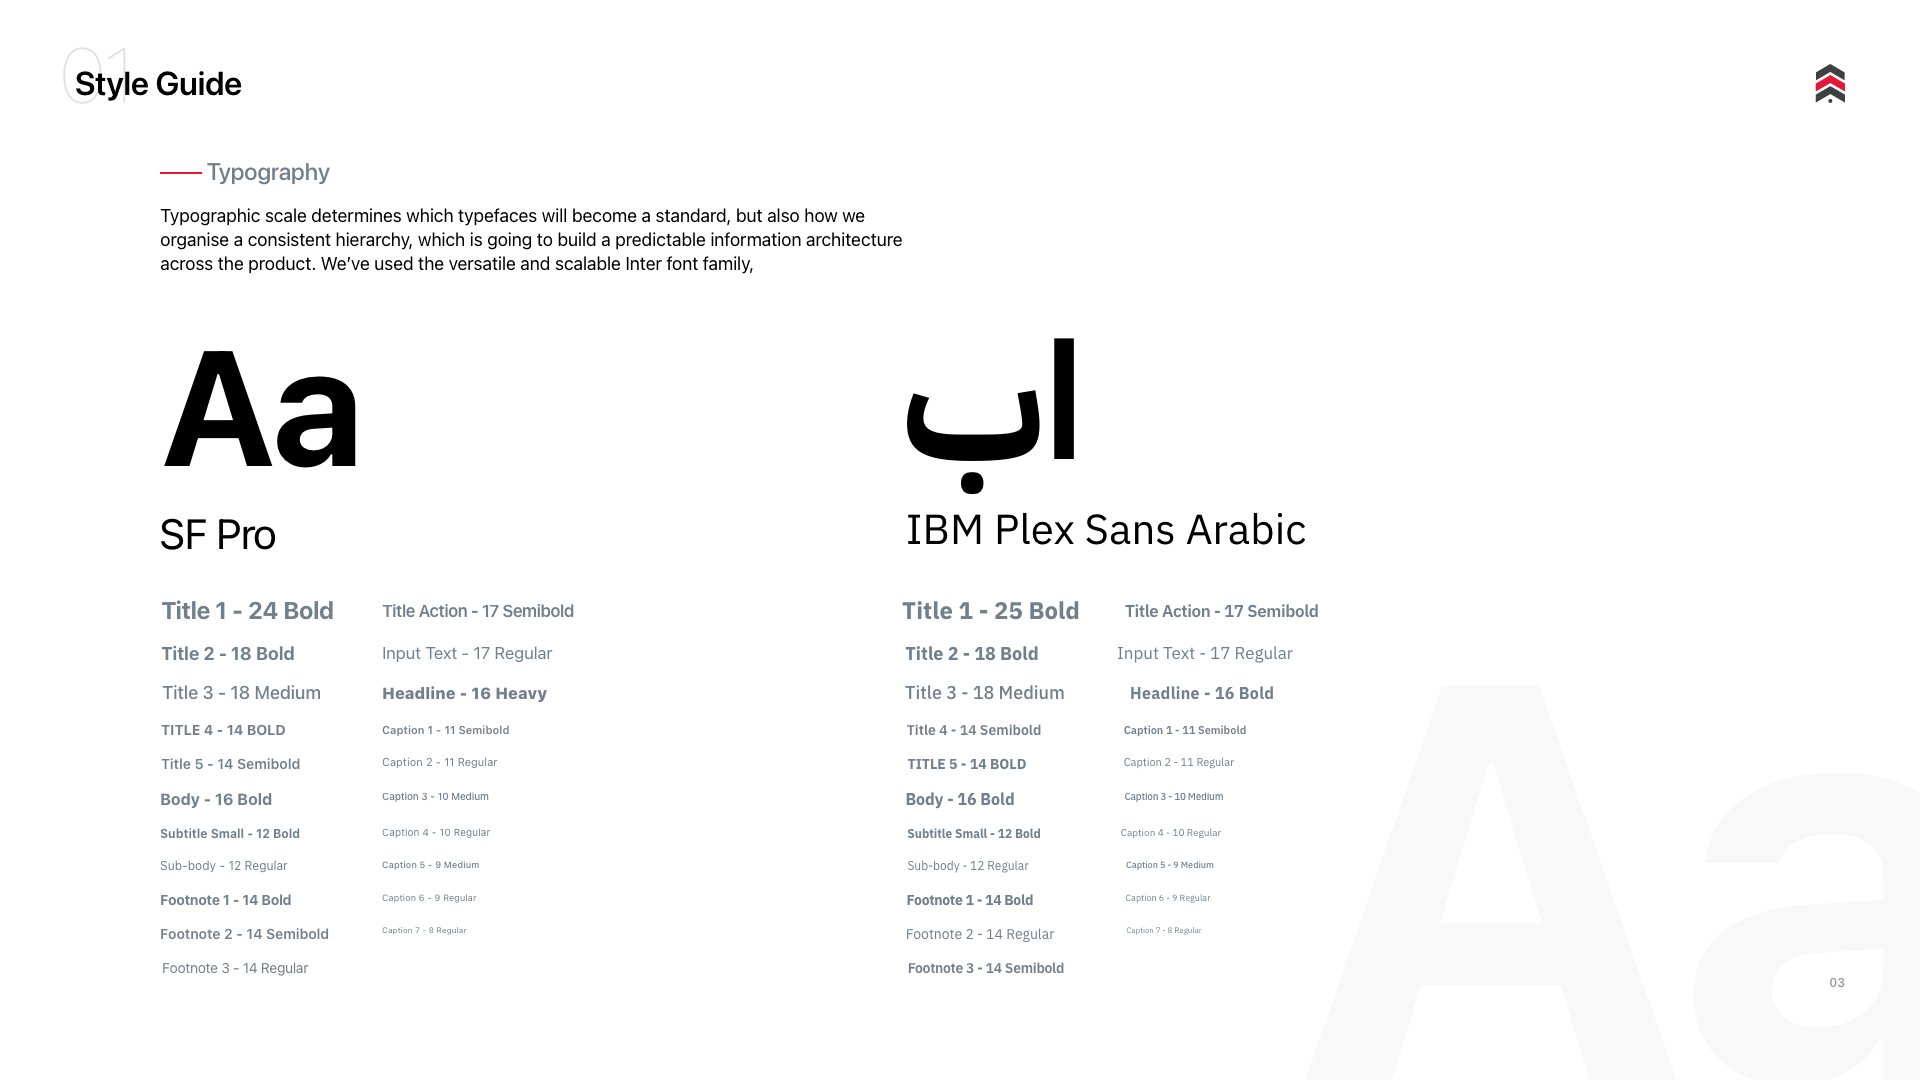 01
Style Guide
Typography
Typographic scale determines which typefaces will become a standard, but also how we
organise a consistent hierarchy, which is going to build a predictable information architecture
across the product. We’ve used the versatile and scalable Inter font family,
Aa
SF Pro
Title 1 - 24 Bold
Title 2 - 18 Bold
Title 3 - 18 Medium
TITLE 4 - 14 BOLD
Title 5 - 14 Semibold
Body - 16 Bold
Subtitle Small - 12 Bold
Sub-body - 12 Regular
Footnote 1 - 14 Bold
Footnote 2 - 14 Semibold
Footnote 3 - 14 Regular
Title Action - 17 Semibold
Input Text - 17 Regular
Headline - 16 Heavy
Caption 1 - 11 Semibold
Caption 2 - 11 Regular
Caption 3 - 10 Medium
Caption 4 - 10 Regular
Caption 5 - 9 Medium
Caption 6 - 9 Regular
Caption 7 - 8 Regular
اب
IBM Plex Sans Arabic
Title 1 - 25 Bold
Title 2 - 18 Bold
Title 3 - 18 Medium
Title 4 - 14 Semibold
TITLE 5 - 14 BOLD
Body - 16 Bold
Subtitle Small - 12 Bold
Sub-body - 12 Regular
Footnote 1 - 14 Bold
Footnote 2 - 14 Regular
Footnote 3 - 14 Semibold
Title Action - 17 Semibold
Input Text - 17 Regular
Headline - 16 Bold
Caption 1 - 11 Semibold
Caption 2 - 11 Regular
Caption 3 - 10 Medium
Caption 4 - 10 Regular
Caption 5 - 9 Medium
Caption 6 - 9 Regular
Caption 7 - 8 Regular
Aa
03